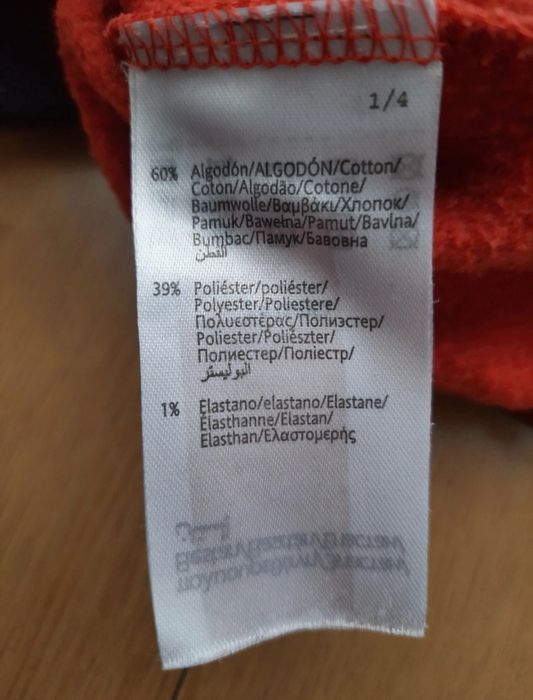 1/4
60% Algodón/ALGODÓN/Cotton/
Coton/Algodão/Cotone/
Baumwolle/Βαμβάκι/Хлопок/
Pamuk/Bawełna/Pamut/Bavlna/
Bumbac/Памук/Бавовна
القطن
39% Poliéster/poliéster/
Polyester/Poliestere/
Πολυεστέρας/Полиэстер/
Poliester/Poliészter/
Полиестер/Поліестр/
البوليستر
1% Elastano/elastano/Elastane/
Élasthanne/Elastan/
Elasthan/Ελαστομερής